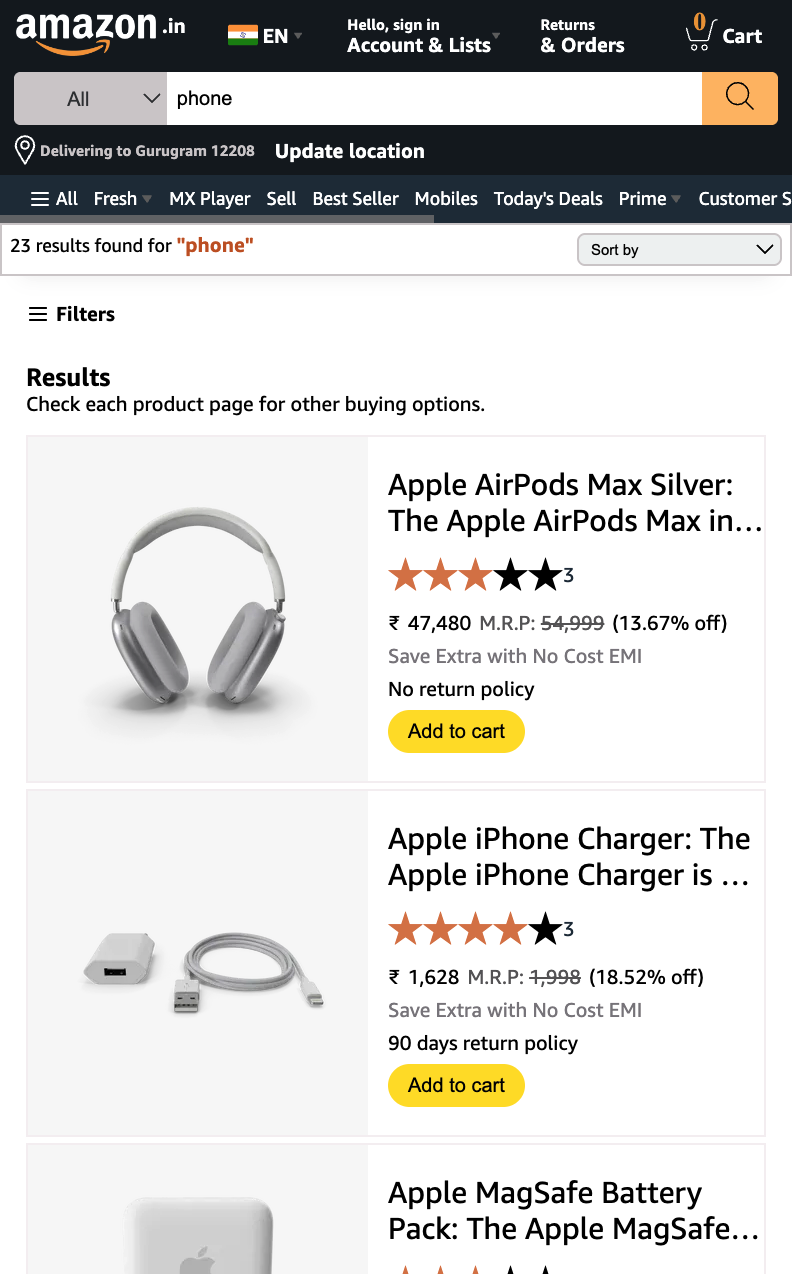 amazon.in
EN
Hello, sign in
Account & Lists
Returns
& Orders
0
Cart
All
phone
Delivering to Gurugram 12208
Update location
All
Fresh
MX Player
Sell
Best Seller
Mobiles
Today's Deals
Prime
Customer S
23 results found for "phone"
Sort by
Filters
Results
Check each product page for other buying options.
Apple AirPods Max Silver:
The Apple AirPods Max in…
3
₹ 47,480 M.R.P: 54,999 (13.67% off)
Save Extra with No Cost EMI
No return policy
Add to cart
Apple iPhone Charger: The
Apple iPhone Charger is …
3
₹ 1,628 M.R.P: 1,998 (18.52% off)
Save Extra with No Cost EMI
90 days return policy
Add to cart
Apple MagSafe Battery
Pack: The Apple MagSafe…